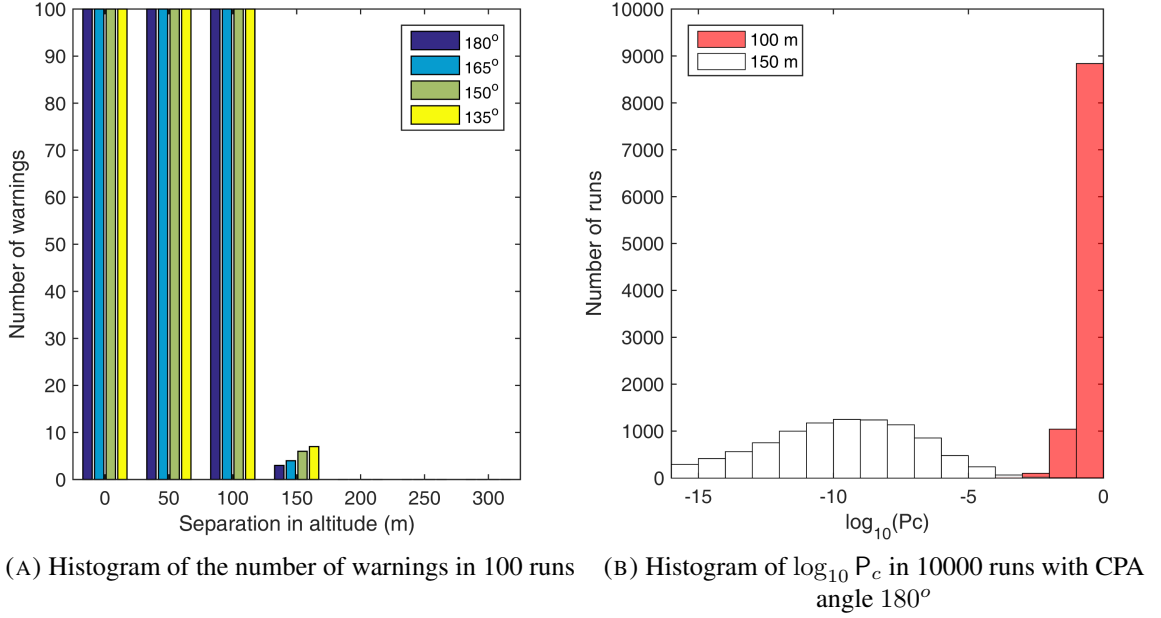 100
90
80
70
60
50
40
30
20
10
0
Number of warnings
180°
165°
150°
135°
0 50 100 150 200 250 300
Separation in altitude (m)
10000
9000
8000
7000
6000
5000
4000
3000
2000
1000
0
Number of runs
100 m
150 m
-15 -10 -5 0
log10(Pc)
(A) Histogram of the number of warnings in 100 runs
(B) Histogram of log10 Pc in 10000 runs with CPA
angle 180°